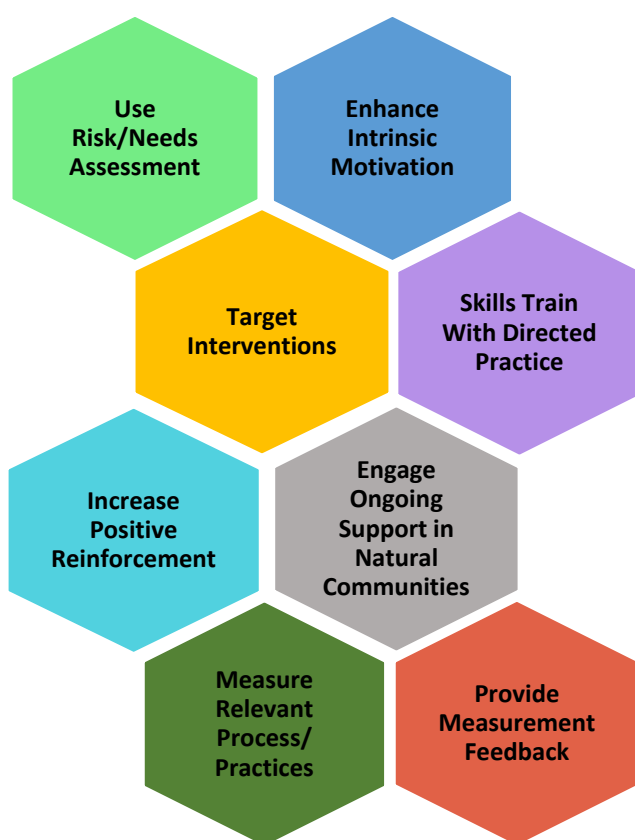 Use
Risk/Needs
Assessment
Enhance
Intrinsic
Motivation
Target
Interventions
Skills Train
With Directed
Practice
Increase
Positive
Reinforcement
Engage
Ongoing
Support in
Natural
Communities
Measure
Relevant
Process/
Practices
Provide
Measurement
Feedback